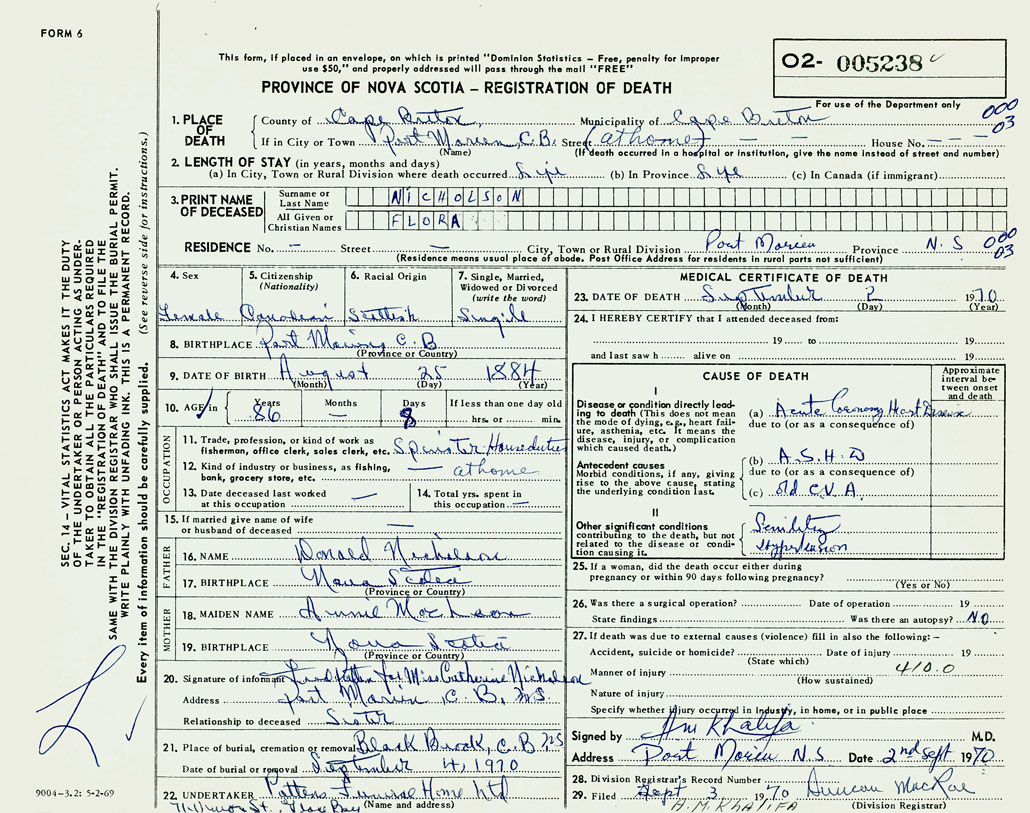 FORM 6
This form, if placed in an envelope, on which is printed "Dominion Statistics – Free, penalty for improper
use $50," and properly addressed will pass through the mail "FREE"
O2- 005238
PROVINCE OF NOVA SCOTIA – REGISTRATION OF DEATH
For use of the Department only
000
03
1. PLACE OF DEATH
County of Cape Breton, Municipality of Cape Breton
If in City or Town Port Morien, C.B. Street (at home) – – House No. – – –
(Name) (If death occurred in a hospital or institution, give the name instead of street and number)
2. LENGTH OF STAY (in years, months and days)
(a) In City, Town or Rural Division where death occurred Life (b) In Province Life (c) In Canada (if immigrant)
3. PRINT NAME OF DECEASED
Surname or Last Name NICHOLSON
All Given or Christian Names FLORA
RESIDENCE No. – Street – City, Town or Rural Division Port Morien Province N.S 000
03
(Residence means usual place of abode. Post Office Address for residents in rural parts not sufficient)
4. Sex
Female
5. Citizenship
(Nationality)
Canadian
6. Racial Origin
Scottish
7. Single, Married,
Widowed or Divorced
(write the word)
Single
8. BIRTHPLACE Port Morien C.B
(Province or Country)
9. DATE OF BIRTH August 25 1884
(Month) (Day) (Year)
10. AGE in Years Months Days If less than one day old
86 – 8 hrs. or min.
OCCUPATION
11. Trade, profession, or kind of work as
fisherman, office clerk, sales clerk, etc. Spinster Houseduties
12. Kind of industry or business, as fishing,
bank, grocery store, etc. — at home
13. Date deceased last worked
at this occupation —
14. Total yrs. spent in
this occupation —
15. If married give name of wife
or husband of deceased —
FATHER
16. NAME Donald Nicholson
17. BIRTHPLACE Nova Scotia
(Province or Country)
MOTHER
18. MAIDEN NAME Annie
19. BIRTHPLACE Nova Scotia
(Province or Country)
20. Signature of informant for Miss Catherine Nicholson
Address Port Morien, C.B., N.S.
Relationship to deceased Sister
21. Place of burial, cremation or removal Black Brook, C.B NS
Date of burial or removal September 4, 1970
22. UNDERTAKER Pattens Funeral Home Ltd
(Name and address)
St. Glace Bay
MEDICAL CERTIFICATE OF DEATH
23. DATE OF DEATH September 2 1970
(Month) (Day) (Year)
24. I HEREBY CERTIFY that I attended deceased from:
19 to 19
and last saw h alive on 19
CAUSE OF DEATH
Approximate
interval be-
tween onset
and death
I
Disease or condition directly lead-
ing to death (This does not mean
the mode of dying, e.g., heart fail-
ure, asthenia, etc. It means the
disease, injury, or complication
which caused death.)
(a) Acute Coronary Heart Disease
due to (or as a consequence of)
Antecedent causes
Morbid conditions, if any, giving
rise to the above cause, stating
the underlying condition last.
(b) A.S.H.D
due to (or as a consequence of)
(c) old C.V.A.
II
Other significant conditions
contributing to the death, but not
related to the disease or condi-
tion causing it.
Senility
Hypertension
25. If a woman, did the death occur either during
pregnancy or within 90 days following pregnancy?
(Yes or No)
26. Was there a surgical operation? Date of operation 19
State findings Was there an autopsy? NO
27. If death was due to external causes (violence) fill in also the following: –
Accident, suicide or homicide? Date of injury 19
(State which)
Manner of injury 410.0
(How sustained)
Nature of injury
Specify whether injury occurred in industry, in home, or in public place
Signed by AM Khalifa M.D.
Address Port Morien N.S. Date 2nd Sept 1970
28. Division Registrar's Record Number
29. Filed Sept 3 1970 Duncan MacRae
A.M. KHALIFA (Division Registrar)
SEC. 14 – VITAL STATISTICS ACT MAKES IT THE DUTY
OF THE UNDERTAKER OR PERSON ACTING AS UNDER-
TAKER TO OBTAIN ALL THE PARTICULARS REQUIRED
IN THE "REGISTRATION OF DEATH" AND TO FILE THE
SAME WITH THE DIVISION REGISTRAR WHO SHALL ISSUE THE BURIAL PERMIT.
WRITE PLAINLY WITH UNFADING INK. THIS IS A PERMANENT RECORD.
Every item of information should be carefully supplied. (See reverse side for instructions.)
9004–3.2: 5-2-69